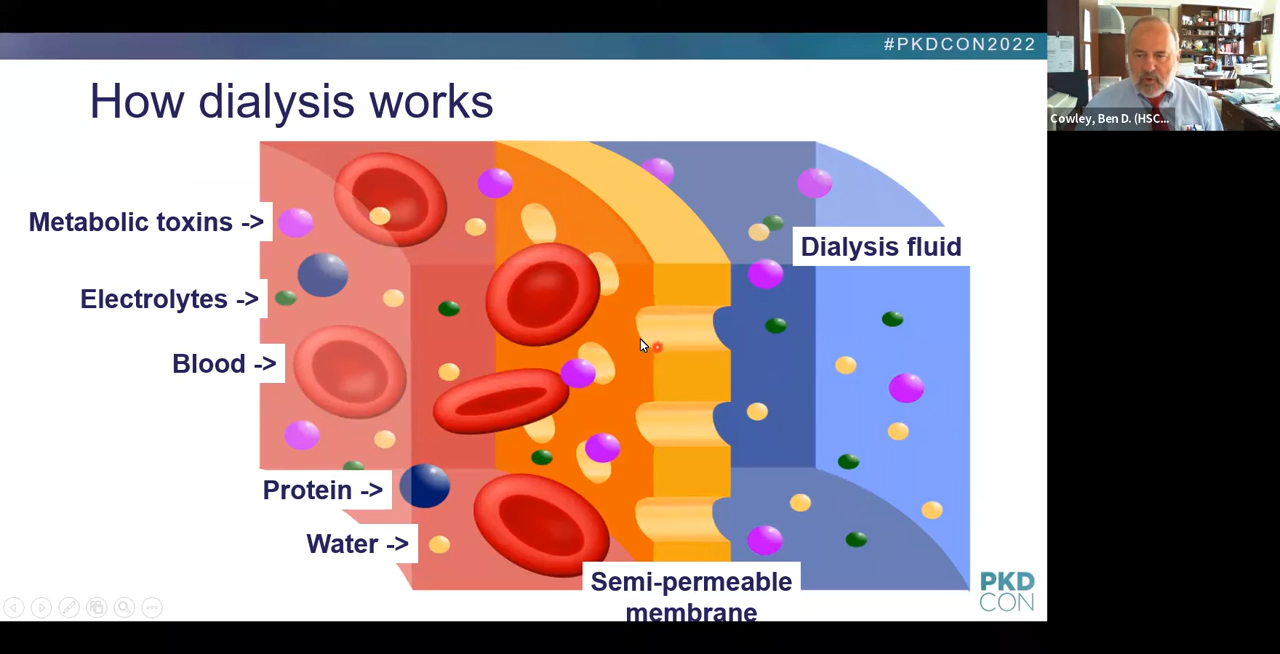 #PKDCON2022
Cowley, Ben D. (HSC...
How dialysis works
Metabolic toxins ->
Dialysis fluid
Electrolytes ->
Blood ->
Protein ->
Water ->
Semi-permeable
membrane
PKD
CON